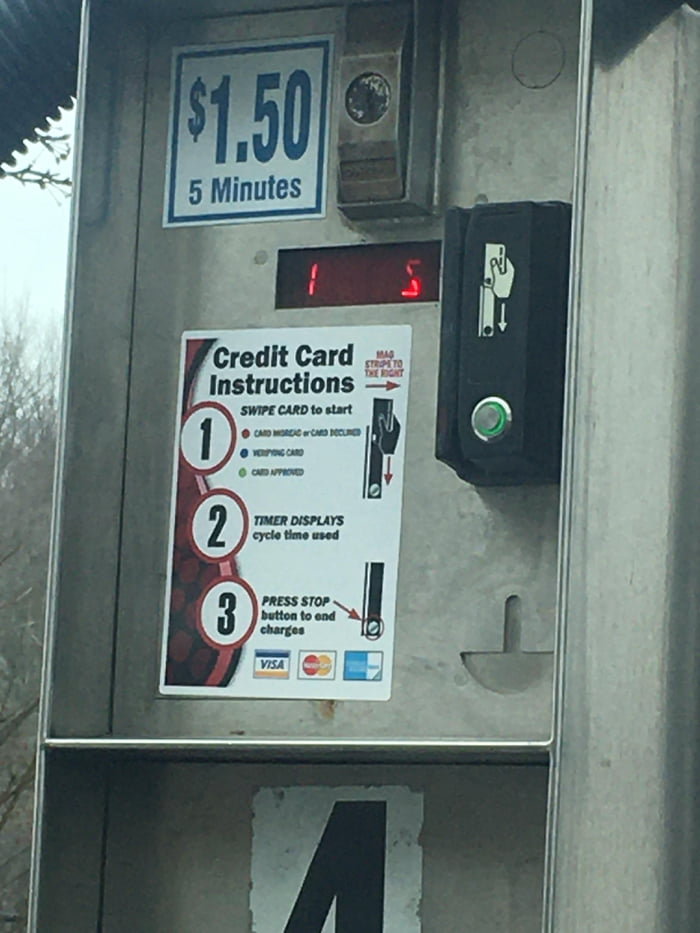 $1.50
5 Minutes
1 5
Credit Card
Instructions
MAG
STRIPE TO
THE RIGHT
1
SWIPE CARD to start
CARD MISREAD or CARD DECLINED
VERIFYING CARD
CARD APPROVED
2
TIMER DISPLAYS
cycle time used
3
PRESS STOP
button to end
charges
VISA
MasterCard
4